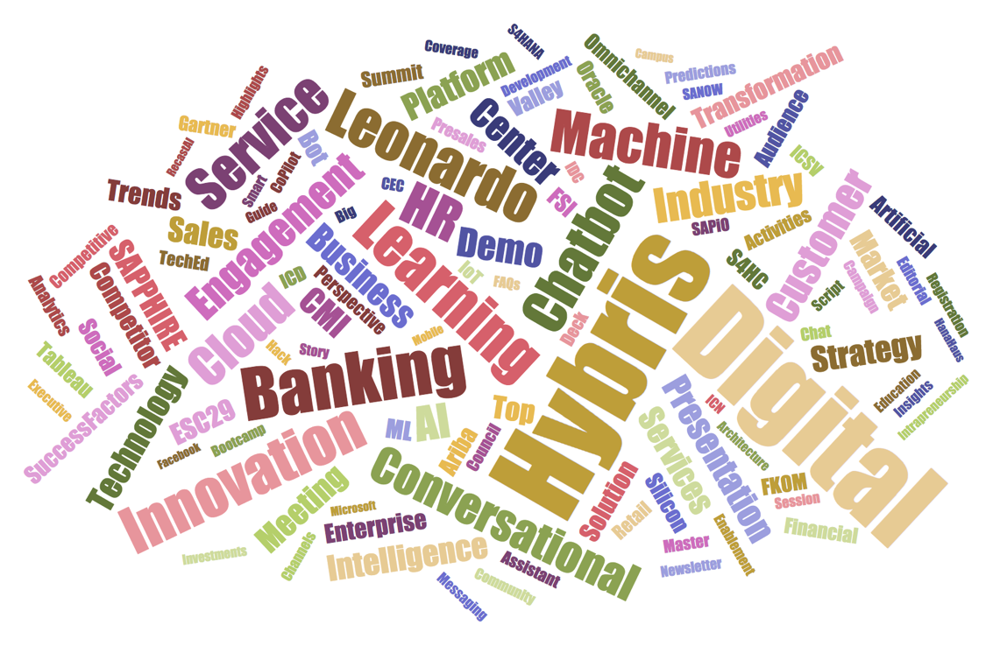 S4HANA
Coverage
Omnichannel
Campus
Summit
Platform
Development
Valley
Oracle
Predictions
SANOW
Transformation
Utilities
Highlights
Service
Leonardo
Center
Machine
Audience
Gartner
Bot
Presales
ICSY
RecastAI
CoPilot
Smart
Engagement
CEC
HR
IDC
FSI
Chatbot
Industry
Customer
Trends
Guide
Big
Learning
Demo
SAPiO
Activities
Artificial
Sales
Business
Competitive
SAPPHIRE
TechEd
ICD
Perspective
IoT
FAQs
Hybris
S4HC
Script
Market
Campaign
Editorial
Registration
Analytics
Competitor
Cloud
CMI
Deck
Digital
HanaHaus
Social
Tableau
Hack
Story
Mobile
Chat
Strategy
Banking
Executive
SuccessFactors
Technology
ESC29
Top
Presentation
ICN
Education
Insights
Intrapreneurship
Facebook
Bootcamp
ML
AI
Ariba
Council
Services
Architecture
Innovation
Conversational
Solution
Silicon
FKOM
Session
Meeting
Microsoft
Enterprise
Retail
Enablement
Financial
Investments
Channels
Intelligence
Assistant
Master
Newsletter
Messaging
Community